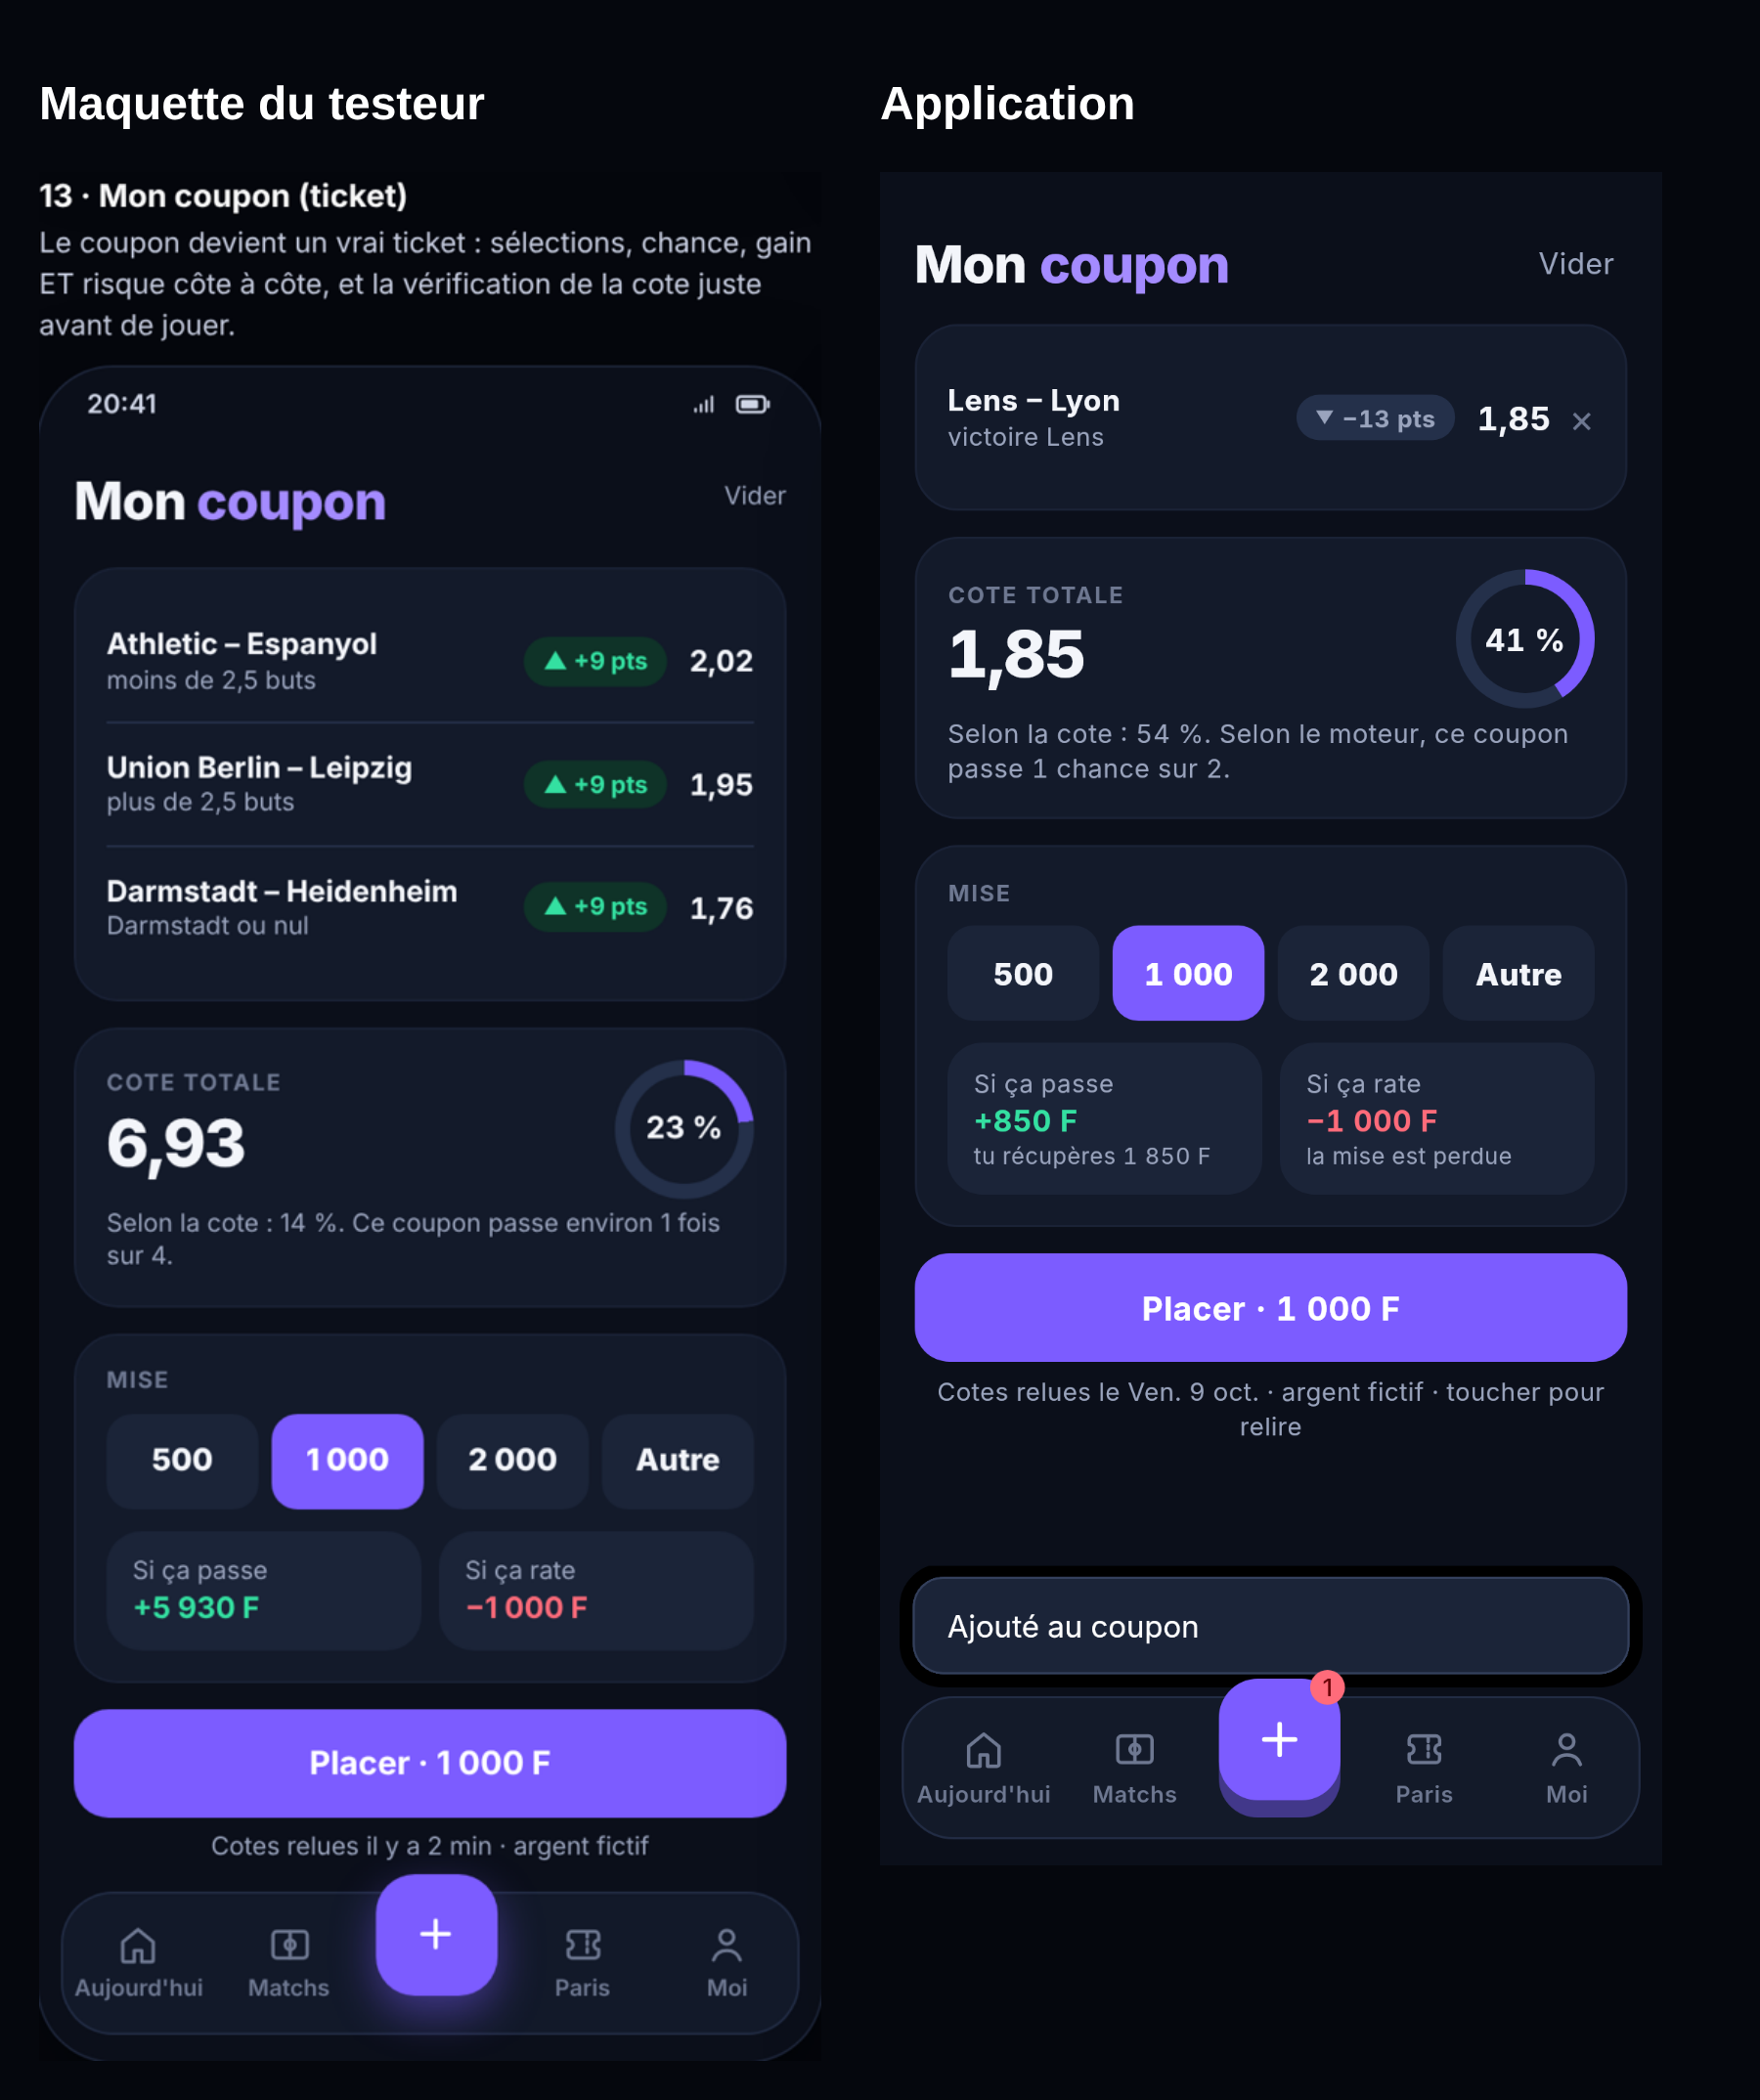 Maquette du testeur
13 · Mon coupon (ticket)
Le coupon devient un vrai ticket : sélections, chance, gain
ET risque côte à côte, et la vérification de la cote juste
avant de jouer.
20:41
Mon coupon
Vider
Athletic – Espanyol
moins de 2,5 buts
▲ +9 pts
2,02
Union Berlin – Leipzig
plus de 2,5 buts
▲ +9 pts
1,95
Darmstadt – Heidenheim
Darmstadt ou nul
▲ +9 pts
1,76
COTE TOTALE
6,93
23 %
Selon la cote : 14 %. Ce coupon passe environ 1 fois
sur 4.
MISE
500
1 000
2 000
Autre
Si ça passe
+5 930 F
Si ça rate
−1 000 F
Placer · 1 000 F
Cotes relues il y a 2 min · argent fictif
+
Aujourd'hui
Matchs
Paris
Moi
Application
Mon coupon
Vider
Lens – Lyon
victoire Lens
▼ −13 pts
1,85
×
COTE TOTALE
1,85
41 %
Selon la cote : 54 %. Selon le moteur, ce coupon
passe 1 chance sur 2.
MISE
500
1 000
2 000
Autre
Si ça passe
+850 F
tu récupères 1 850 F
Si ça rate
−1 000 F
la mise est perdue
Placer · 1 000 F
Cotes relues le Ven. 9 oct. · argent fictif · toucher pour
relire
Ajouté au coupon
1
+
Aujourd'hui
Matchs
Paris
Moi